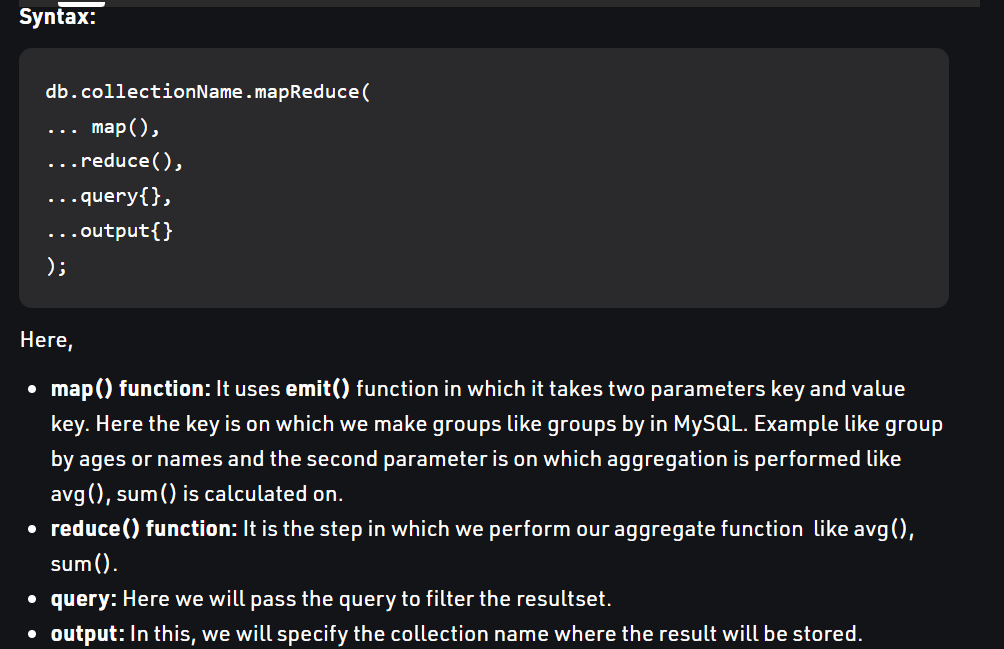 Syntax:
db.collectionName.mapReduce(
... map(),
...reduce(),
...query{},
...output{}
);
Here,
• map() function: It uses emit() function in which it takes two parameters key and value
key. Here the key is on which we make groups like groups by in MySQL. Example like group
by ages or names and the second parameter is on which aggregation is performed like
avg(), sum() is calculated on.
• reduce() function: It is the step in which we perform our aggregate function  like avg(),
sum().
• query: Here we will pass the query to filter the resultset.
• output: In this, we will specify the collection name where the result will be stored.